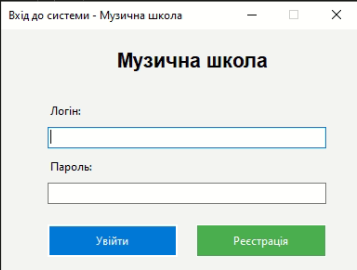 Вхід до системи - Музична школа
Музична школа
Логін:
Пароль:
Увійти
Реєстрація